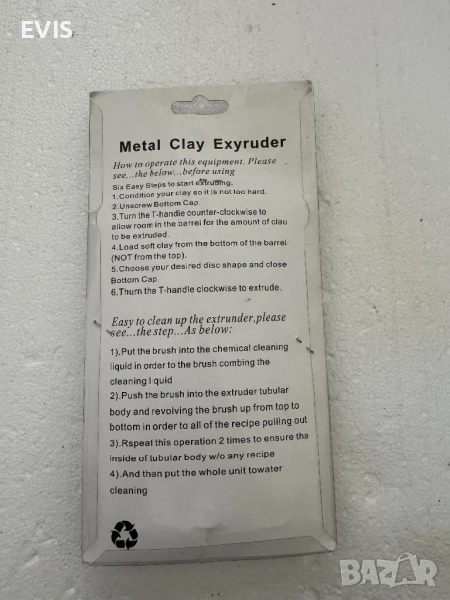 EVIS
Metal Clay Exyruder
How to operate this equipment. Please
see...the below...before using
Six Easy Steps to start extruding.
1.Condition your clay so it is not too hard.
2.Unscrew Bottom Cap.
3.Turn the T-handle counter-clockwise to
allow room in the barrel for the amount of clau
to be extruded.
4.Load soft clay from the bottom of the barrel
(NOT from the top).
5.Choose your desired disc shape and close
Bottom Cap.
6.Thurn the T-handle clockwise to extrude.
Easy to clean up the extrunder,please
see...the step...As below:
1).Put the brush into the chemical cleaning
liquid in order to the brush combing the
cleaning liquid
2).Push the brush into the extruder tubular
body and revolving the brush up from top to
bottom in order to all of the recipe pulling out
3).Rspeat this operation 2 times to ensure the
inside of tubular body w/o any recipe
4).And then put the whole unit towater
cleaning
BAZAR.bg